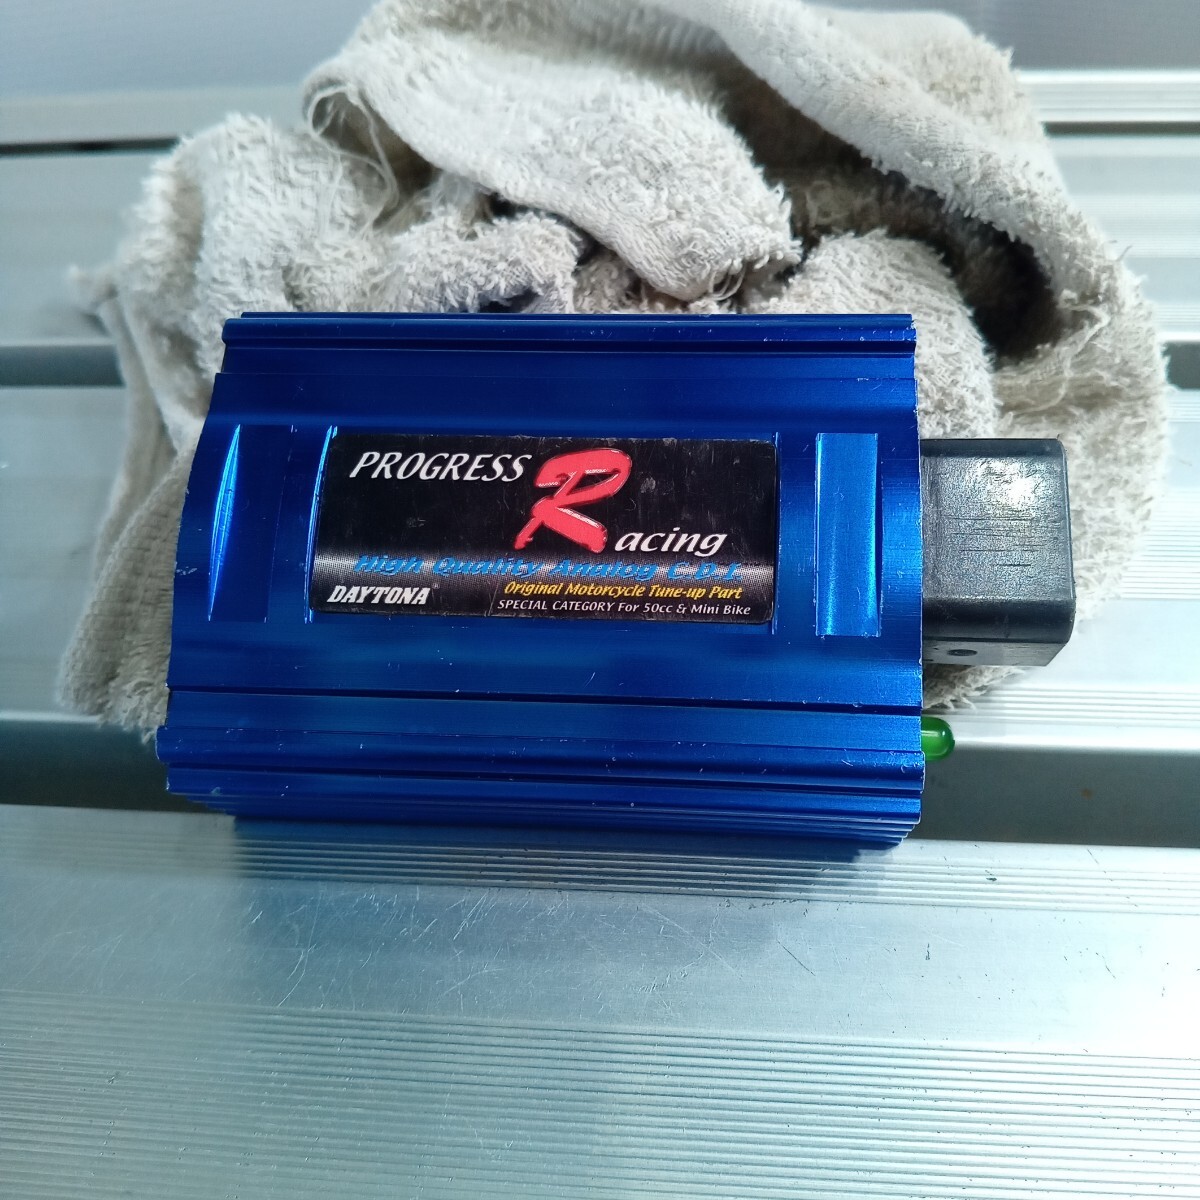 PROGRESS
Racing
High Quality Analog C.D.I.
Original Motorcycle Tune-up Part
DAYTONA®
SPECIAL CATEGORY For 50cc & Mini Bike